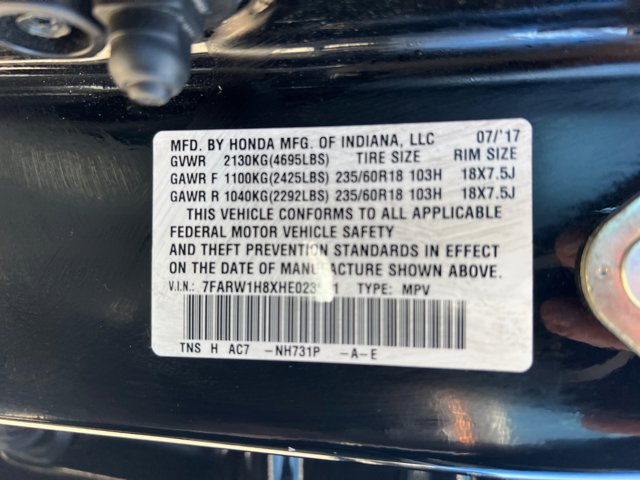 MFD. BY HONDA MFG. OF INDIANA, LLC 07/'17
GVWR 2130KG(4695LBS) TIRE SIZE RIM SIZE
GAWR F 1100KG(2425LBS) 235/60R18 103H 18X7.5J
GAWR R 1040KG(2292LBS) 235/60R18 103H 18X7.5J
THIS VEHICLE CONFORMS TO ALL APPLICABLE
FEDERAL MOTOR VEHICLE SAFETY
AND THEFT PREVENTION STANDARDS IN EFFECT
ON THE DATE OF MANUFACTURE SHOWN ABOVE.
V.I.N.: TYPE: MPV
TNS H AC7 -NH731P -A-E